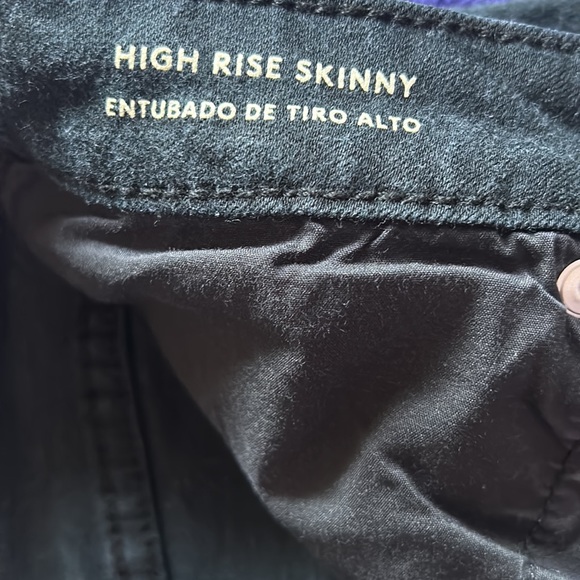 HIGH RISE SKINNY
ENTUBADO DE TIRO ALTO